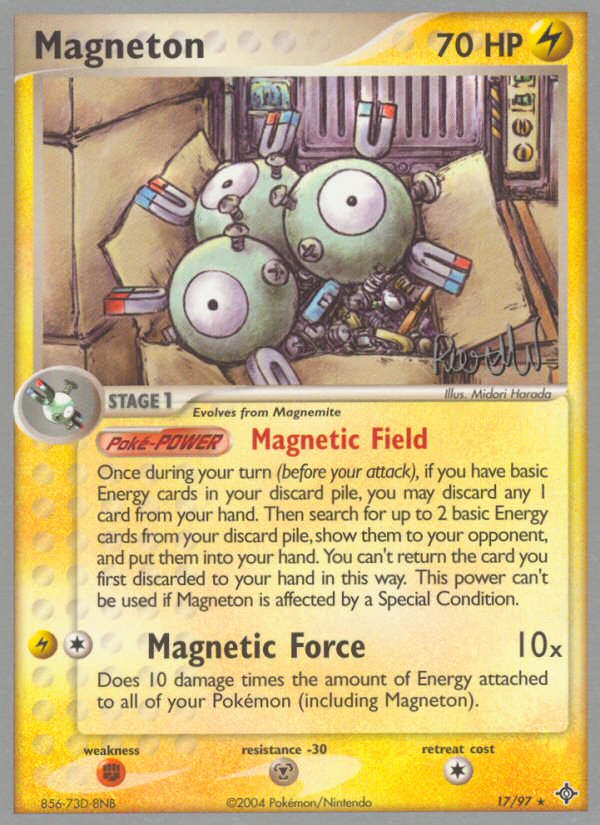 Magneton 70 HP
Illus. Midori Harada
STAGE 1
Evolves from Magnemite
Poké-POWER Magnetic Field
Once during your turn (before your attack), if you have basic
Energy cards in your discard pile, you may discard any 1
card from your hand. Then search for up to 2 basic Energy
cards from your discard pile, show them to your opponent,
and put them into your hand. You can't return the card you
first discarded to your hand in this way. This power can't
be used if Magneton is affected by a Special Condition.
Magnetic Force 10x
Does 10 damage times the amount of Energy attached
to all of your Pokémon (including Magneton).
weakness resistance -30 retreat cost
856-73D-8NB ©2004 Pokémon/Nintendo 17/97 ★